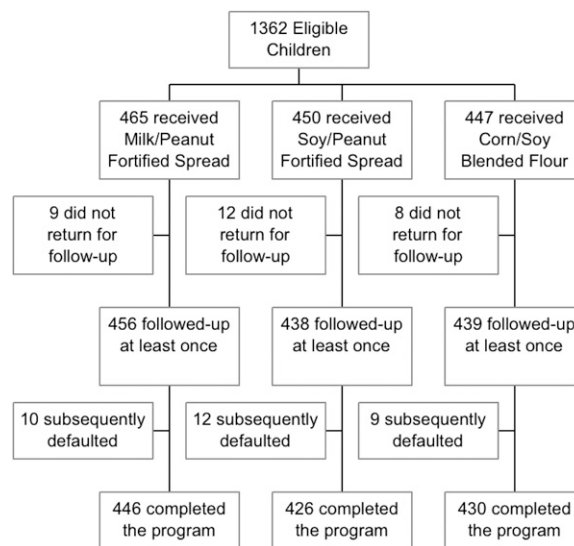 1362 Eligible
Children
465 received
Milk/Peanut
Fortified Spread
450 received
Soy/Peanut
Fortified Spread
447 received
Corn/Soy
Blended Flour
9 did not
return for
follow-up
12 did not
return for
follow-up
8 did not
return for
follow-up
456 followed-up
at least once
438 followed-up
at least once
439 followed-up
at least once
10 subsequently
defaulted
12 subsequently
defaulted
9 subsequently
defaulted
446 completed
the program
426 completed
the program
430 completed
the program